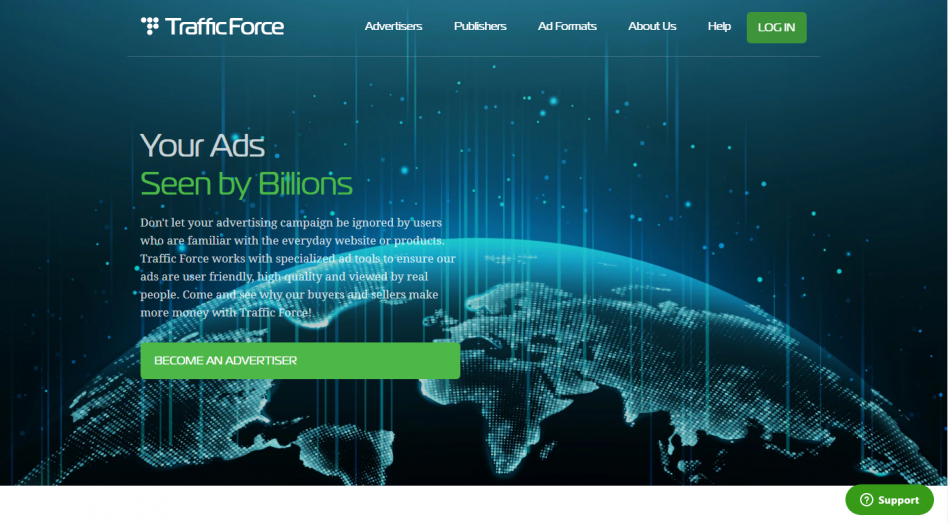 Traffic Force
Advertisers
Publishers
Ad Formats
About Us
Help
LOG IN
Your Ads
Seen by Billions
Don't let your advertising campaign be ignored by users
who are familiar with the everyday website or products.
Traffic Force works with specialized ad tools to ensure our
ads are user friendly, high quality and viewed by real
people. Come and see why our buyers and sellers make
more money with Traffic Force!
BECOME AN ADVERTISER
Support